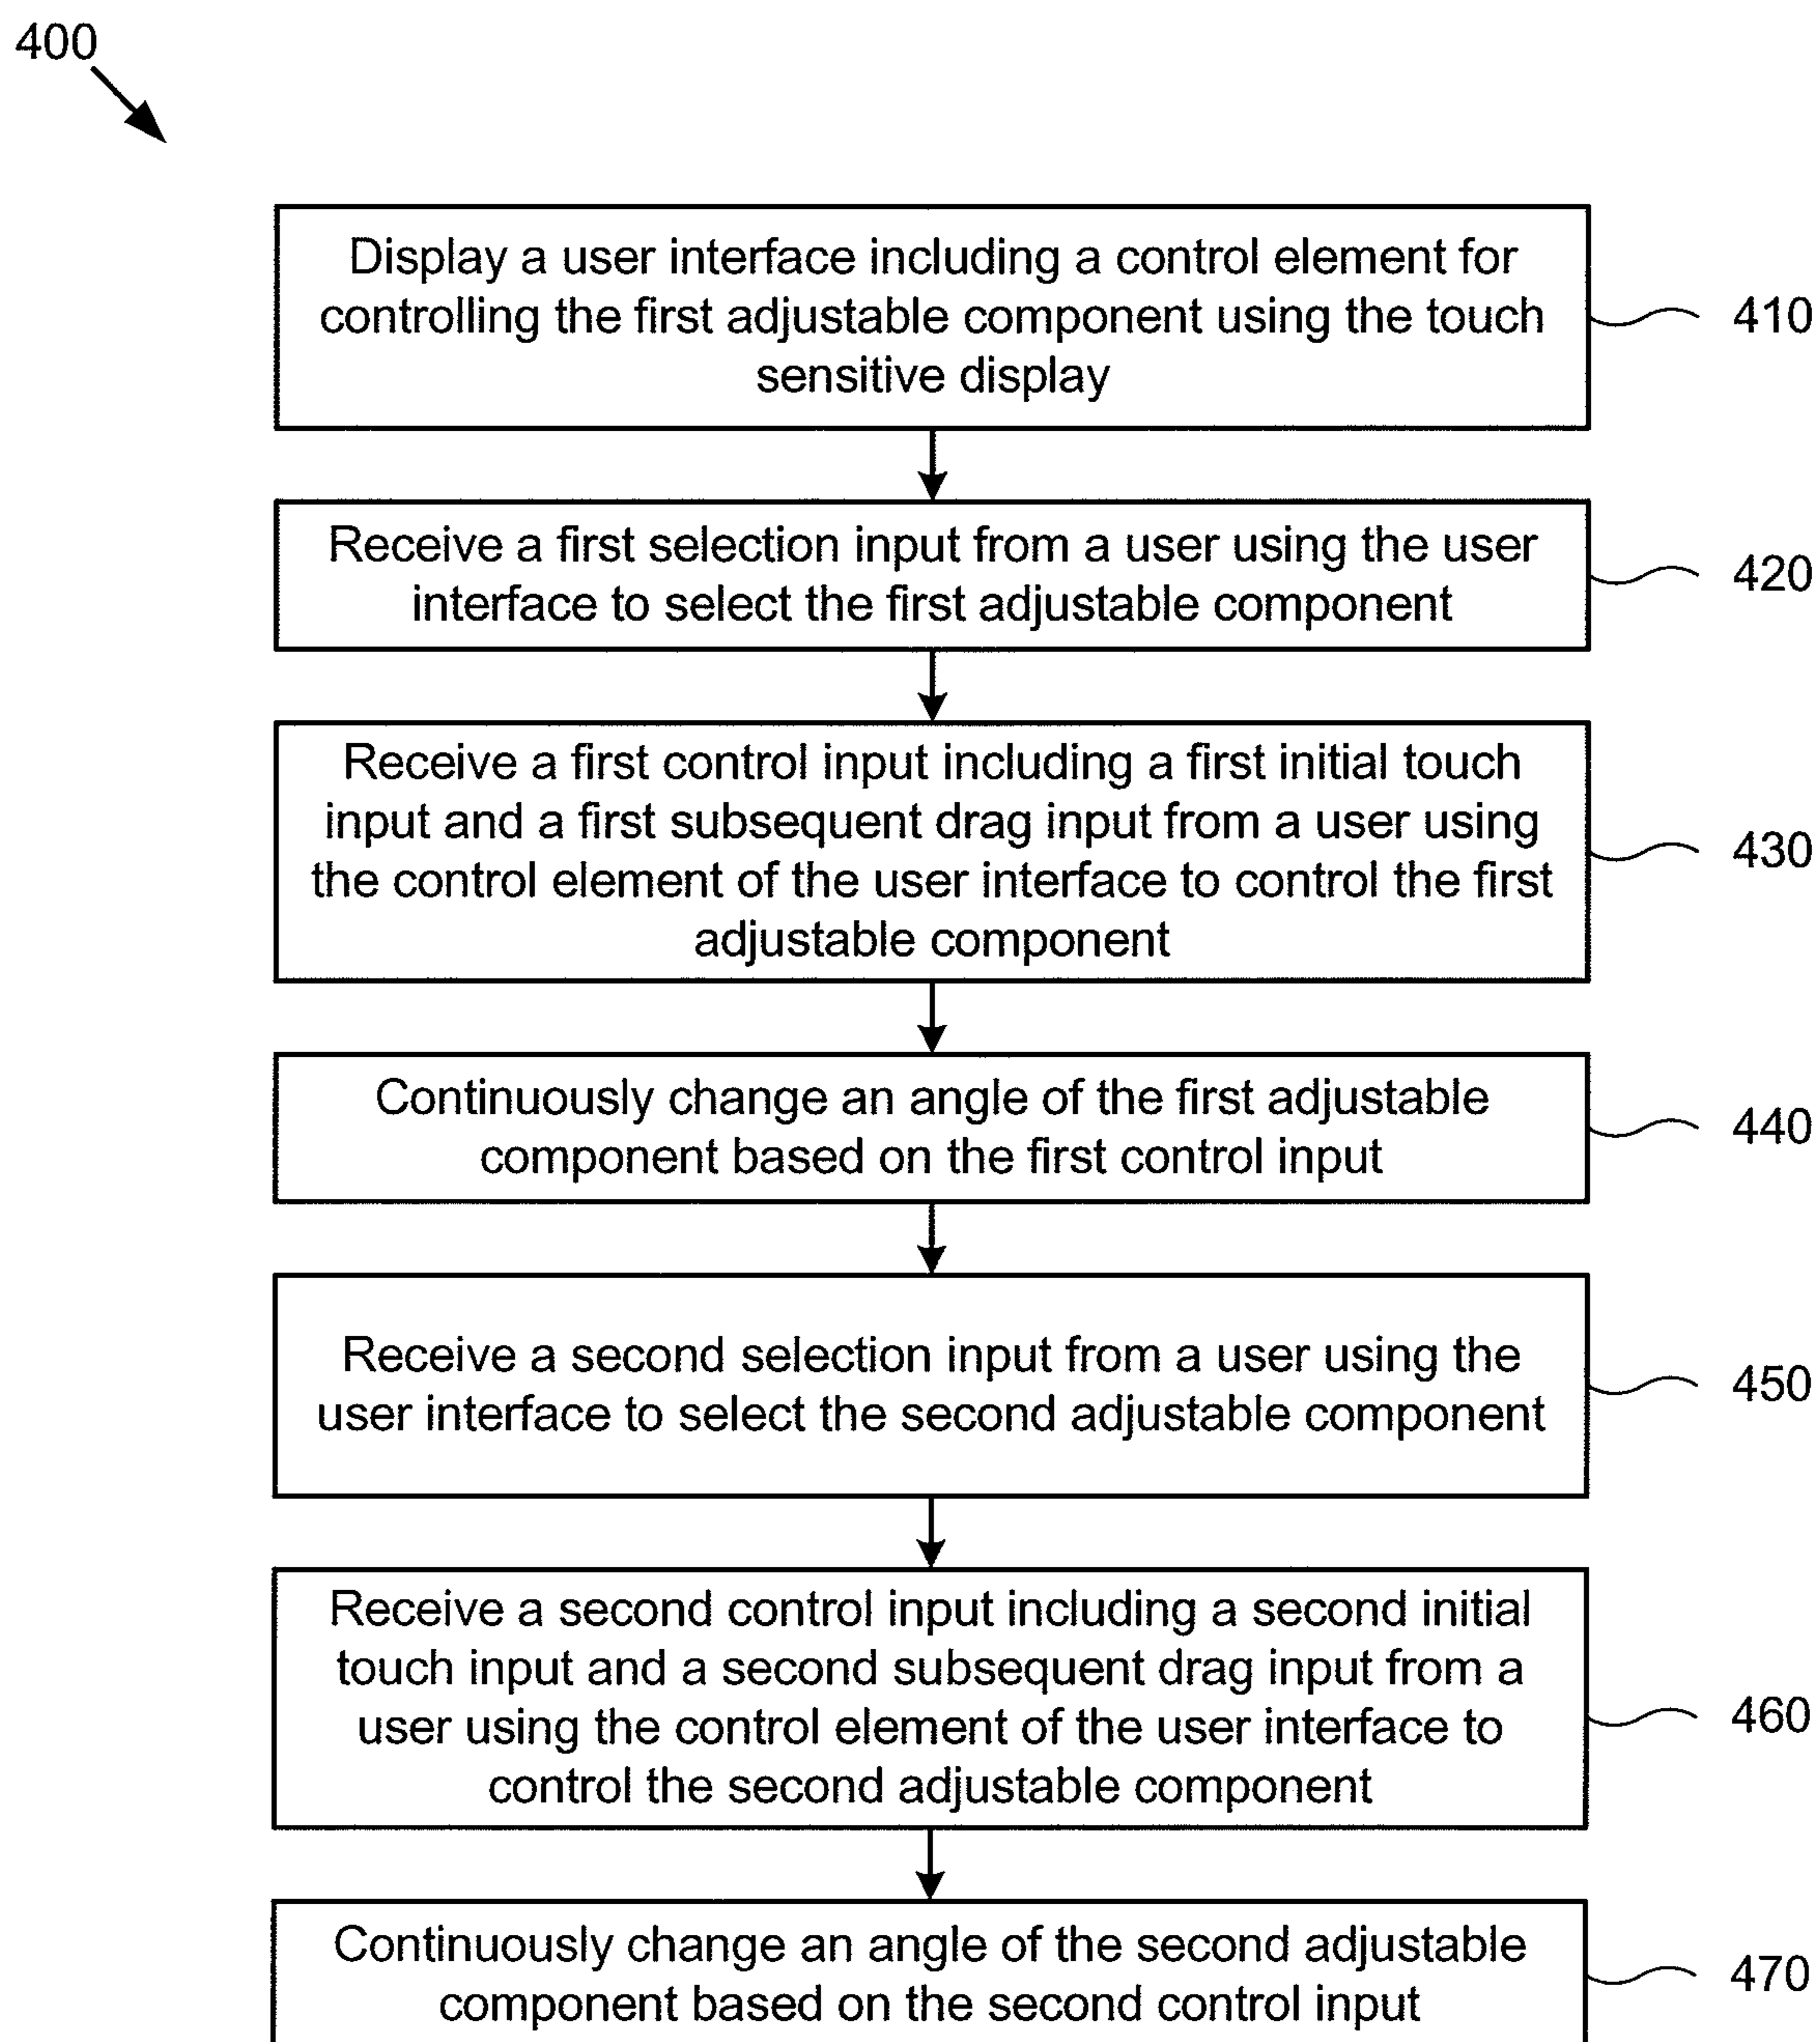 400
Display a user interface including a control element for
controlling the first adjustable component using the touch
sensitive display
410
Receive a first selection input from a user using the user
interface to select the first adjustable component
420
Receive a first control input including a first initial touch
input and a first subsequent drag input from a user using
the control element of the user interface to control the first
adjustable component
430
Continuously change an angle of the first adjustable
component based on the first control input
440
Receive a second selection input from a user using the
user interface to select the second adjustable component
450
Receive a second control input including a second initial
touch input and a second subsequent drag input from a
user using the control element of the user interface to
control the second adjustable component
460
Continuously change an angle of the second adjustable
component based on the second control input
470